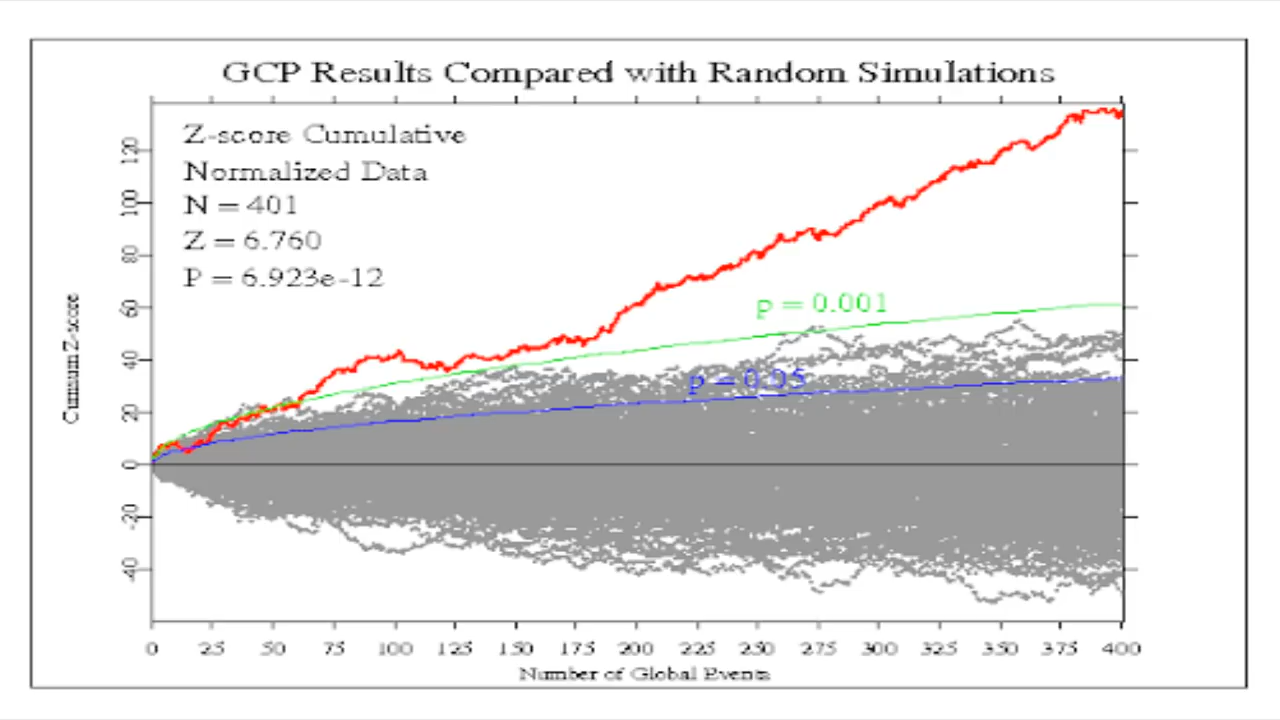 GCP Results Compared with Random Simulations
Z-score Cumulative
Normalized Data
N = 401
Z = 6.760
P = 6.923e-12
p = 0.001
p = 0.05
Cumum Z-score
120
100
80
60
40
20
0
-20
40
0 25 50 75 100 125 150 175 200 225 250 275 300 325 350 375 400
Number of Global Events